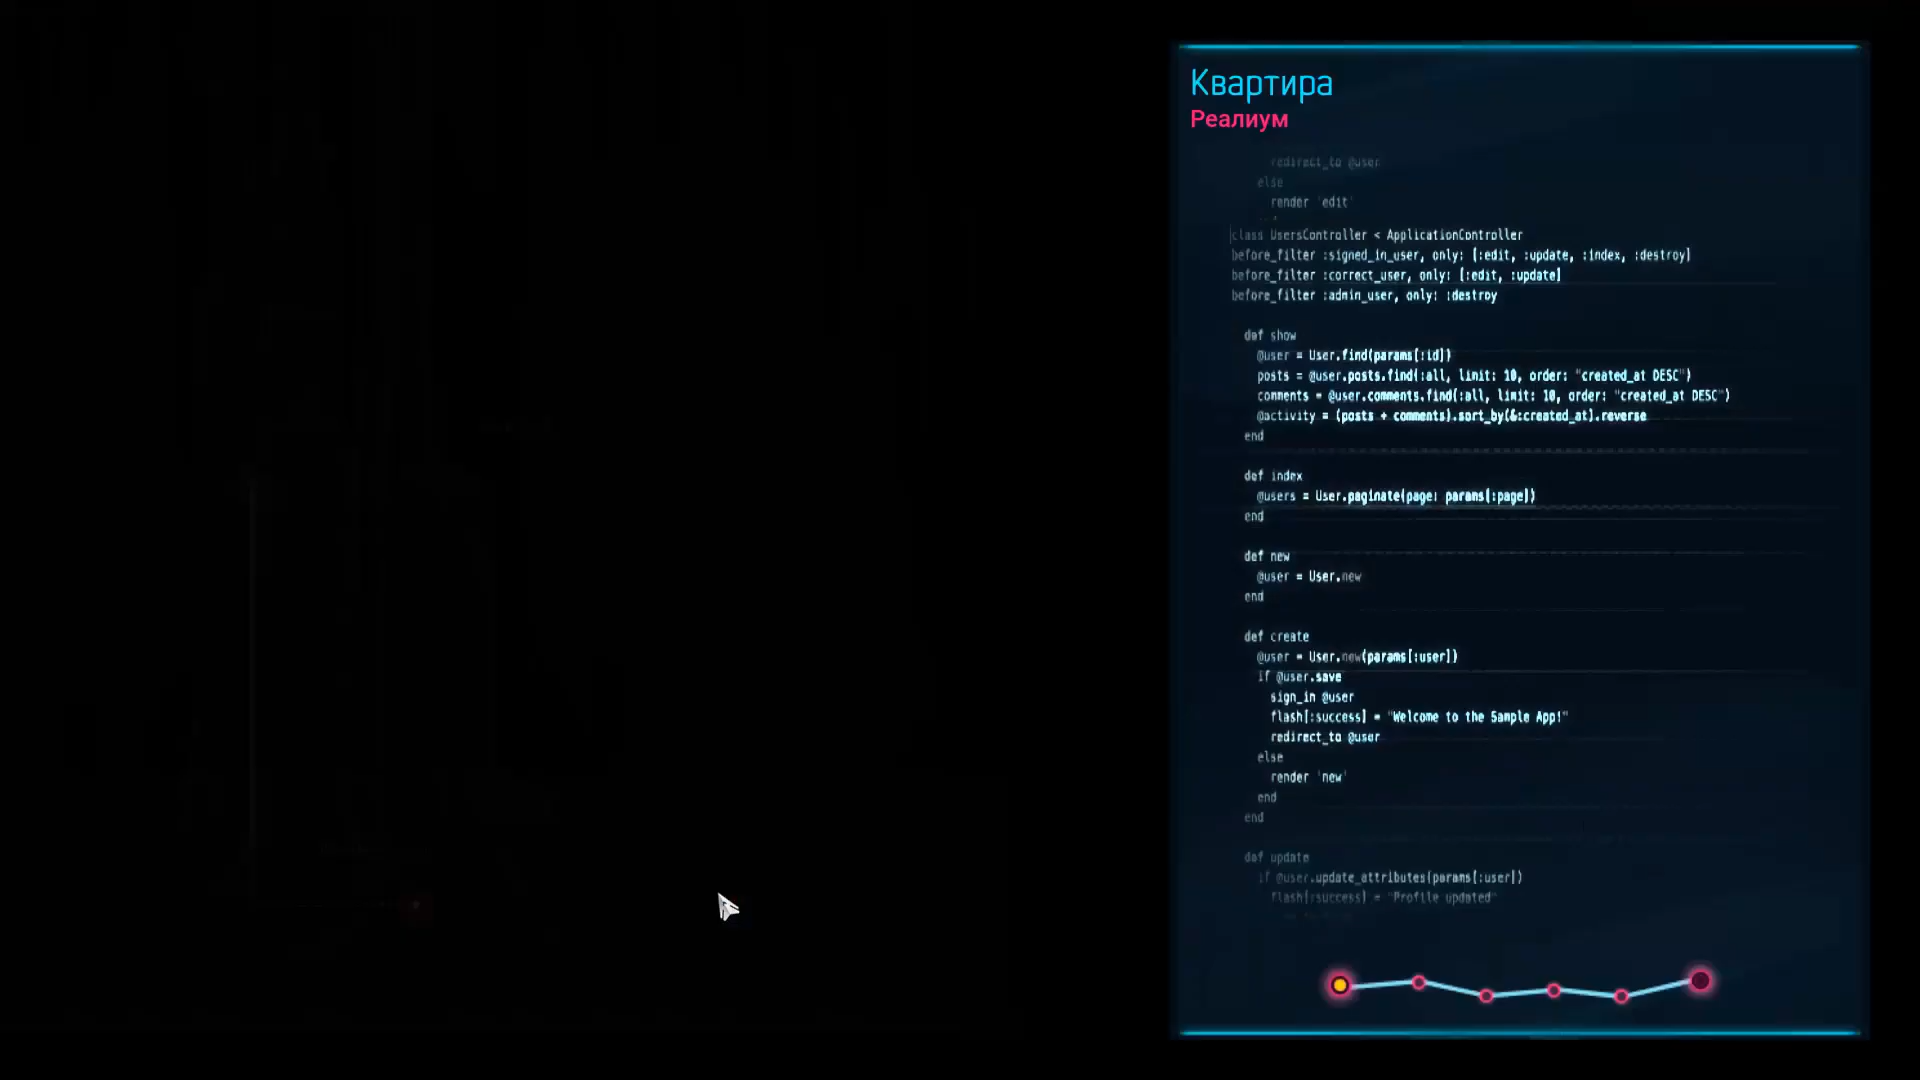 Квартира
Реалиум
redirect_to @user
else
render 'edit'
class UsersController < ApplicationController
before_filter :signed_in_user, only: [:edit, :update, :index, :destroy]
before_filter :correct_user, only: [:edit, :update]
before_filter :admin_user, only: :destroy
def show
@user = User.find(params[:id])
posts = @user.posts.find(:all, limit: 10, order: "created_at DESC")
comments = @user.comments.find(:all, limit: 10, order: "created_at DESC")
@activity = (posts + comments).sort_by(&:created_at).reverse
end
def index
@users = User.paginate(page: params[:page])
end
def new
@user = User.new
end
def create
@user = User.new(params[:user])
if @user.save
sign_in @user
flash[:success] = "Welcome to the Sample App!"
redirect_to @user
else
render 'new'
end
end
def update
if @user.update_attributes(params[:user])
flash[:success] = "Profile updated"